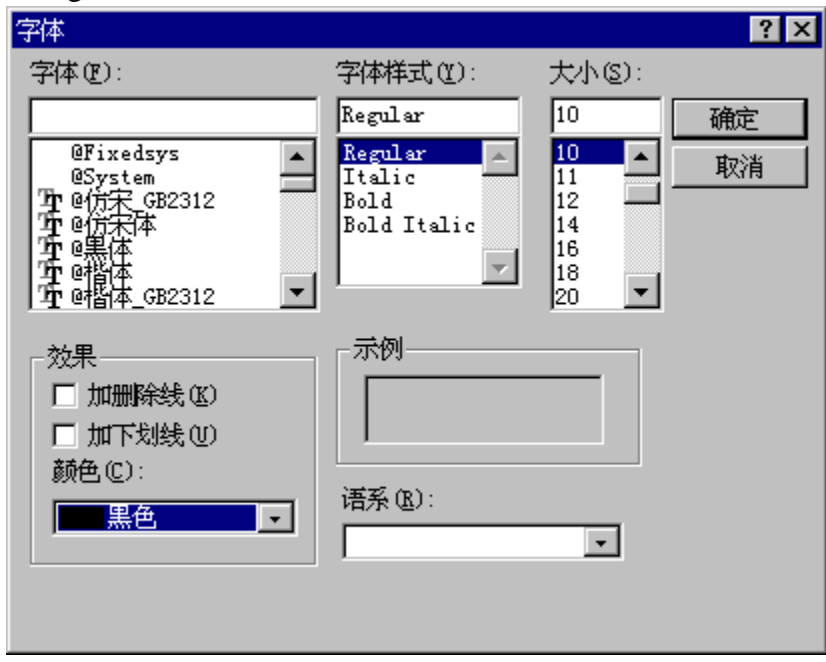 字体
字体(F):
字体样式(Y):
大小(S):
Regular
10
确定
取消
@Fixedsys
@System
@仿宋_GB2312
@仿宋体
@黑体
@楷体
@楷体_GB2312
Regular
Italic
Bold
Bold Italic
10
11
12
14
16
18
20
效果
加删除线(K)
加下划线(U)
颜色(C):
黑色
示例
语系(R):